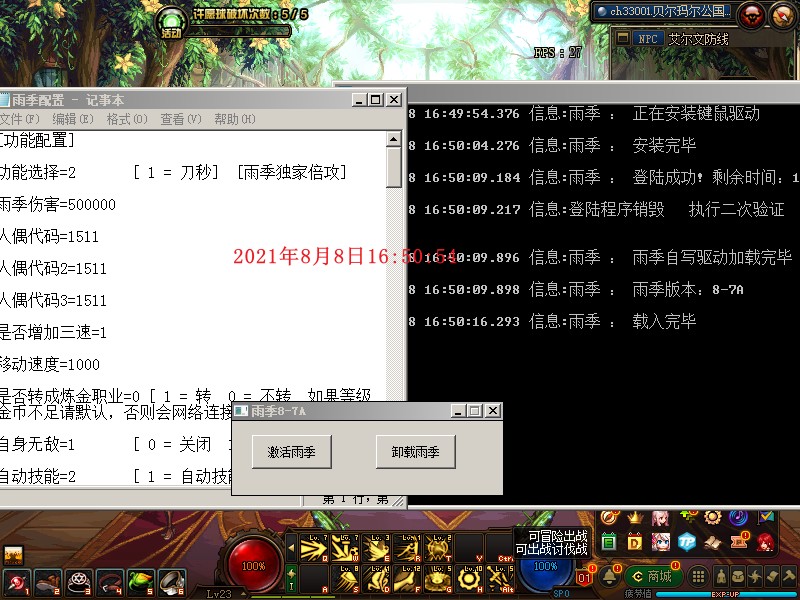 许愿球破坏次数：5/5
活动
ch33001贝尔玛尔公国..
NPC 艾尔文防线
FPS : 27
雨季配置 - 记事本
文件(F) 编辑(E) 格式(O) 查看(V) 帮助(H)
[功能配置]
功能选择=2 [ 1 = 刀秒] [雨季独家倍攻]
雨季伤害=500000
人偶代码=1511
人偶代码2=1511
人偶代码3=1511
是否增加三速=1
移动速度=1000
是否转成炼金职业=0 [ 1 = 转 0 = 不转 如果等级
金币不足请默认，否则会网络连接
自身无敌=1 [ 0 = 关闭 1
自动技能=2 [ 1 = 自动技能
第 1 行，第
8 16:49:54.376 信息:雨季 ： 正在安装键鼠驱动
8 16:50:04.276 信息:雨季 ： 安装完毕
8 16:50:09.184 信息:雨季 ： 登陆成功! 剩余时间：1
8 16:50:09.217 信息:登陆程序销毁 执行二次验证
8 16:50:09.896 信息:雨季 ： 雨季自写驱动加载完毕
8 16:50:09.898 信息:雨季 ： 雨季版本：8-7A
8 16:50:16.293 信息:雨季 ： 载入完毕
2021年8月8日16:50:54
雨季8-7A
激活雨季 卸载雨季
可冒险出战
可出战讨伐战
100%
100%
Lv23
SP0
01
商城
疲劳值
EXP:UP